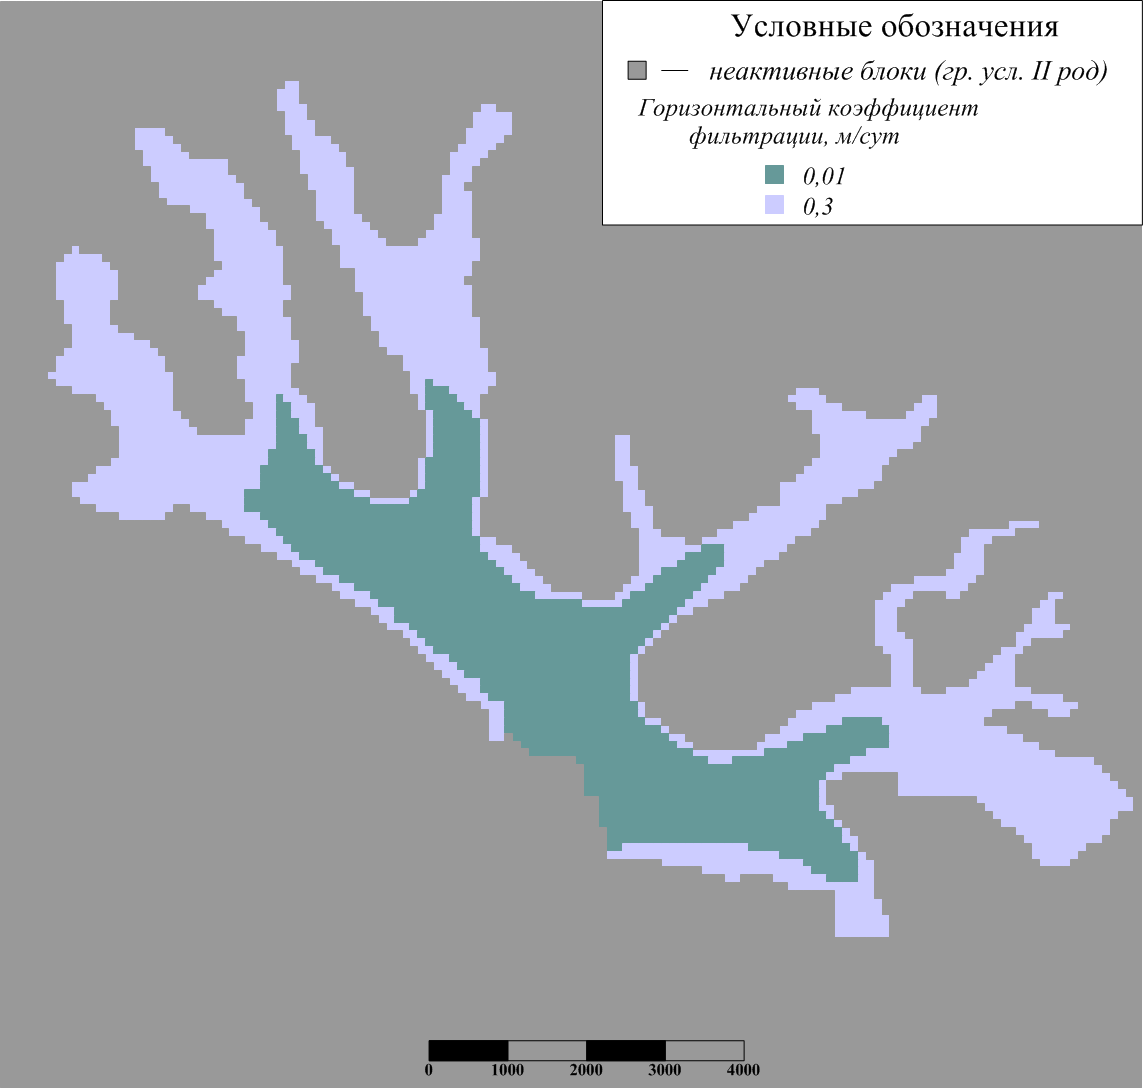 Условные обозначения
— неактивные блоки (гр. усл. II род)
Горизонтальный коэффициент
фильтрации, м/сут
0,01
0,3
0 1000 2000 3000 4000